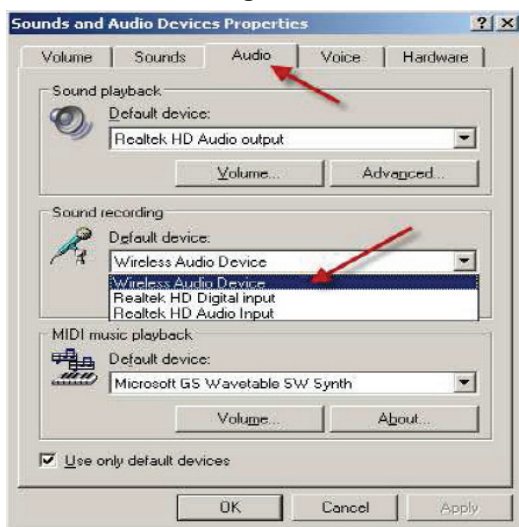 Sounds and Audio Devices Properties ? X
Volume Sounds Audio Voice Hardware
Sound playback
Default device:
Realtek HD Audio output
Volume... Advanced...
Sound recording
Default device:
Wireless Audio Device
Wireless Audio Device
Realtek HD Digital input
Realtek HD Audio Input
MIDI music playback
Default device:
Microsoft GS Wavetable SW Synth
Volume... About...
Use only default devices
OK Cancel Apply